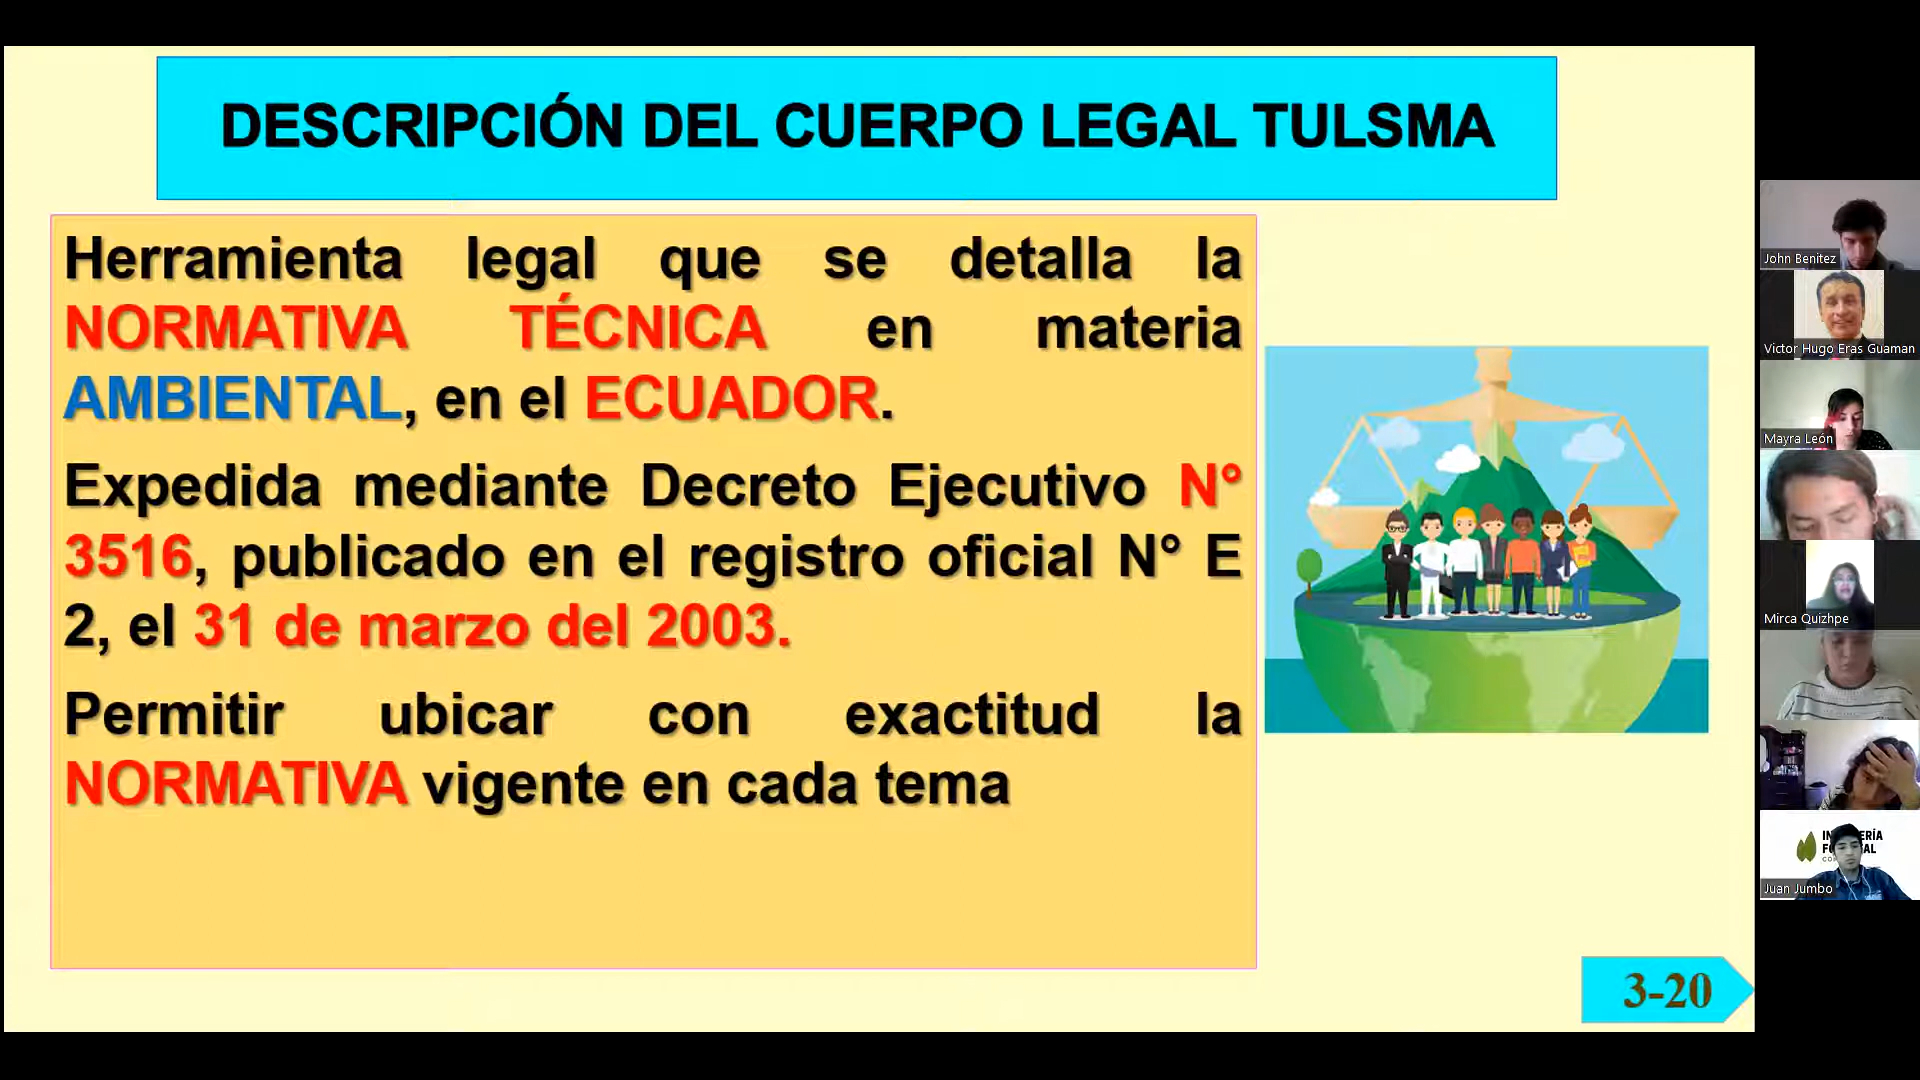 DESCRIPCIÓN DEL CUERPO LEGAL TULSMA
Herramienta legal que se detalla la
NORMATIVA TÉCNICA en materia
AMBIENTAL, en el ECUADOR.
Expedida mediante Decreto Ejecutivo N°
3516, publicado en el registro oficial N° E
2, el 31 de marzo del 2003.
Permitir ubicar con exactitud la
NORMATIVA vigente en cada tema
3-20
John Benitez
Victor Hugo Eras Guaman
Mayra León
Mirca Quizhpe
Juan Jumbo